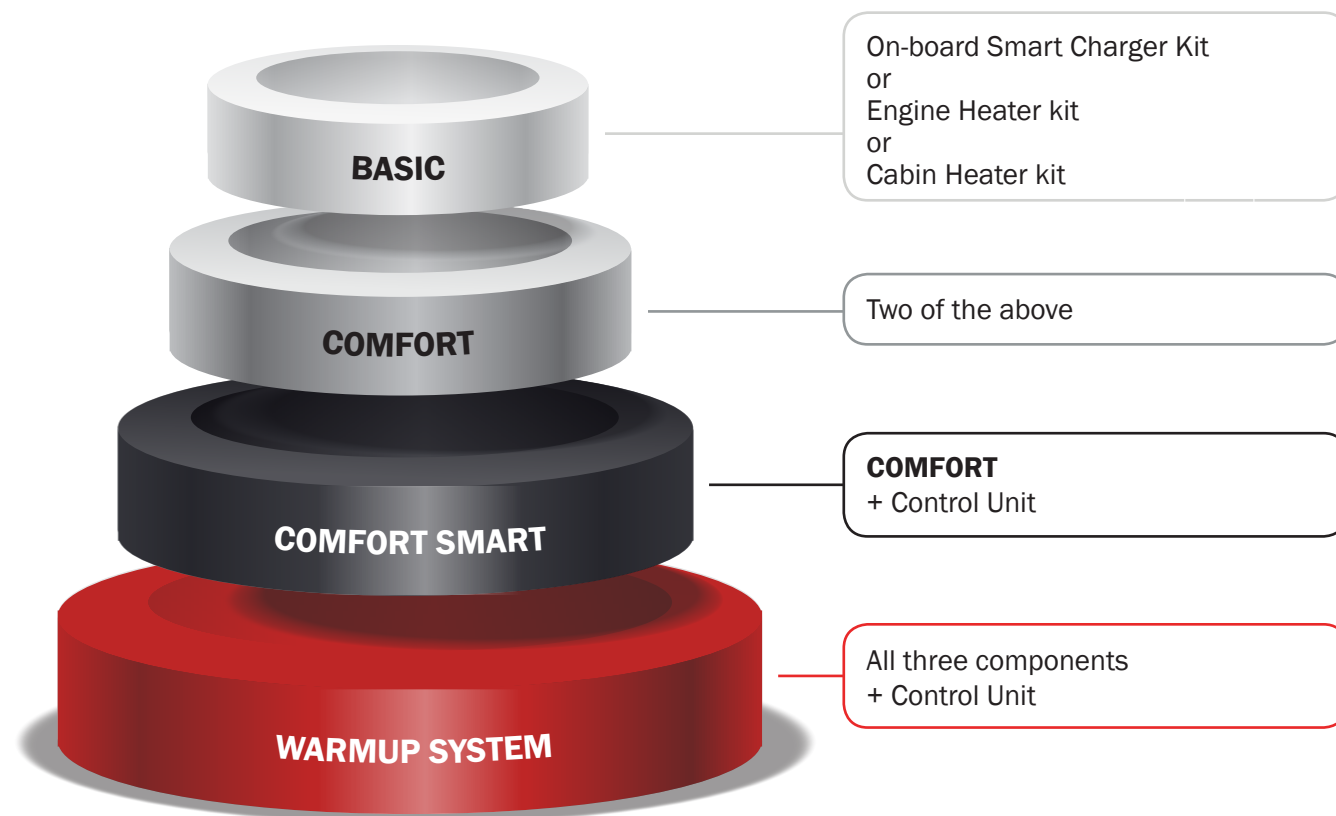 BASIC
On-board Smart Charger Kit
or
Engine Heater kit
or
Cabin Heater kit
COMFORT
Two of the above
COMFORT SMART
COMFORT
+ Control Unit
WARMUP SYSTEM
All three components
+ Control Unit